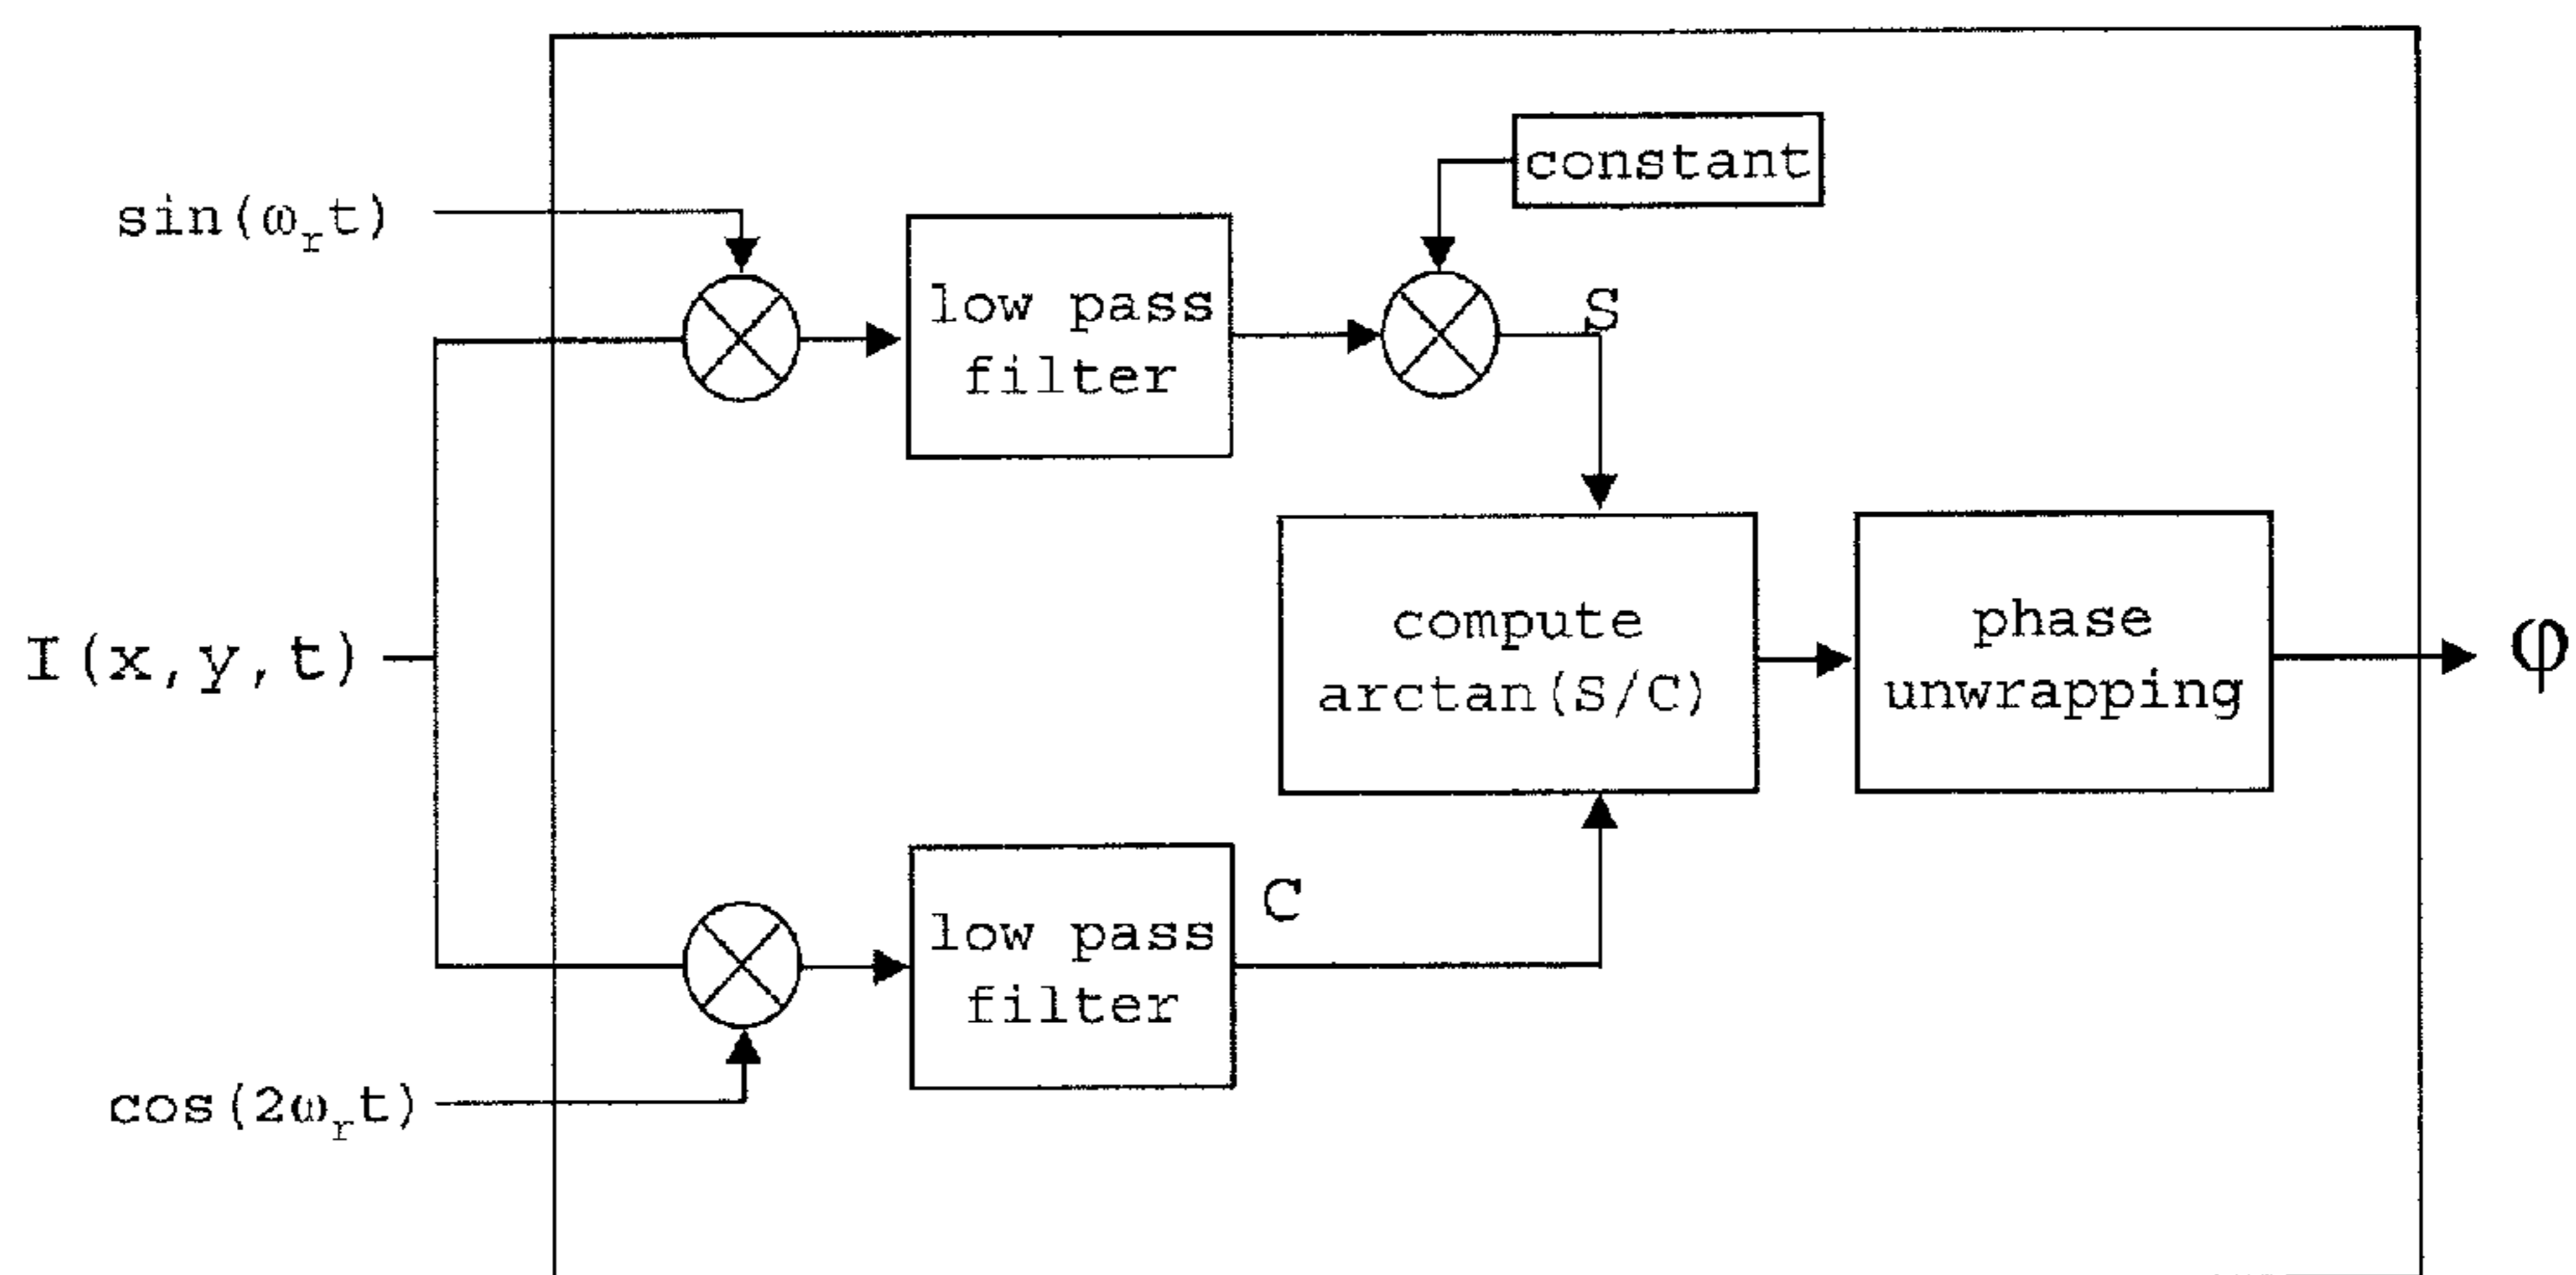 constant
sin(ωᵣt)
low pass
filter
S
I(x,y,t)
compute
arctan(S/C)
phase
unwrapping
φ
low pass
filter
C
cos(2ωᵣt)